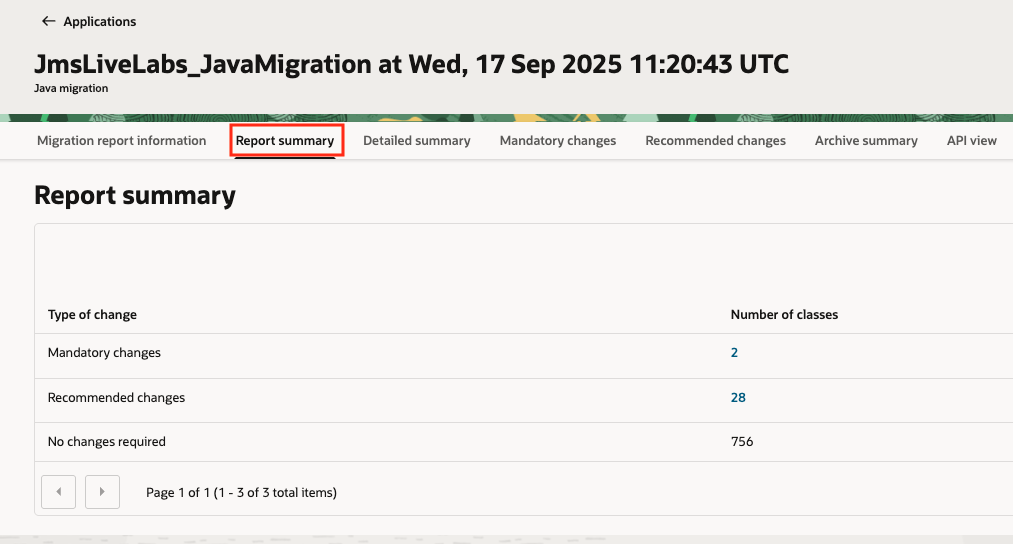 ← Applications
JmsLiveLabs_JavaMigration at Wed, 17 Sep 2025 11:20:43 UTC
Java migration
Migration report information Report summary Detailed summary Mandatory changes Recommended changes Archive summary API view
Report summary
Type of change Number of classes
Mandatory changes 2
Recommended changes 28
No changes required 756
Page 1 of 1 (1 - 3 of 3 total items)